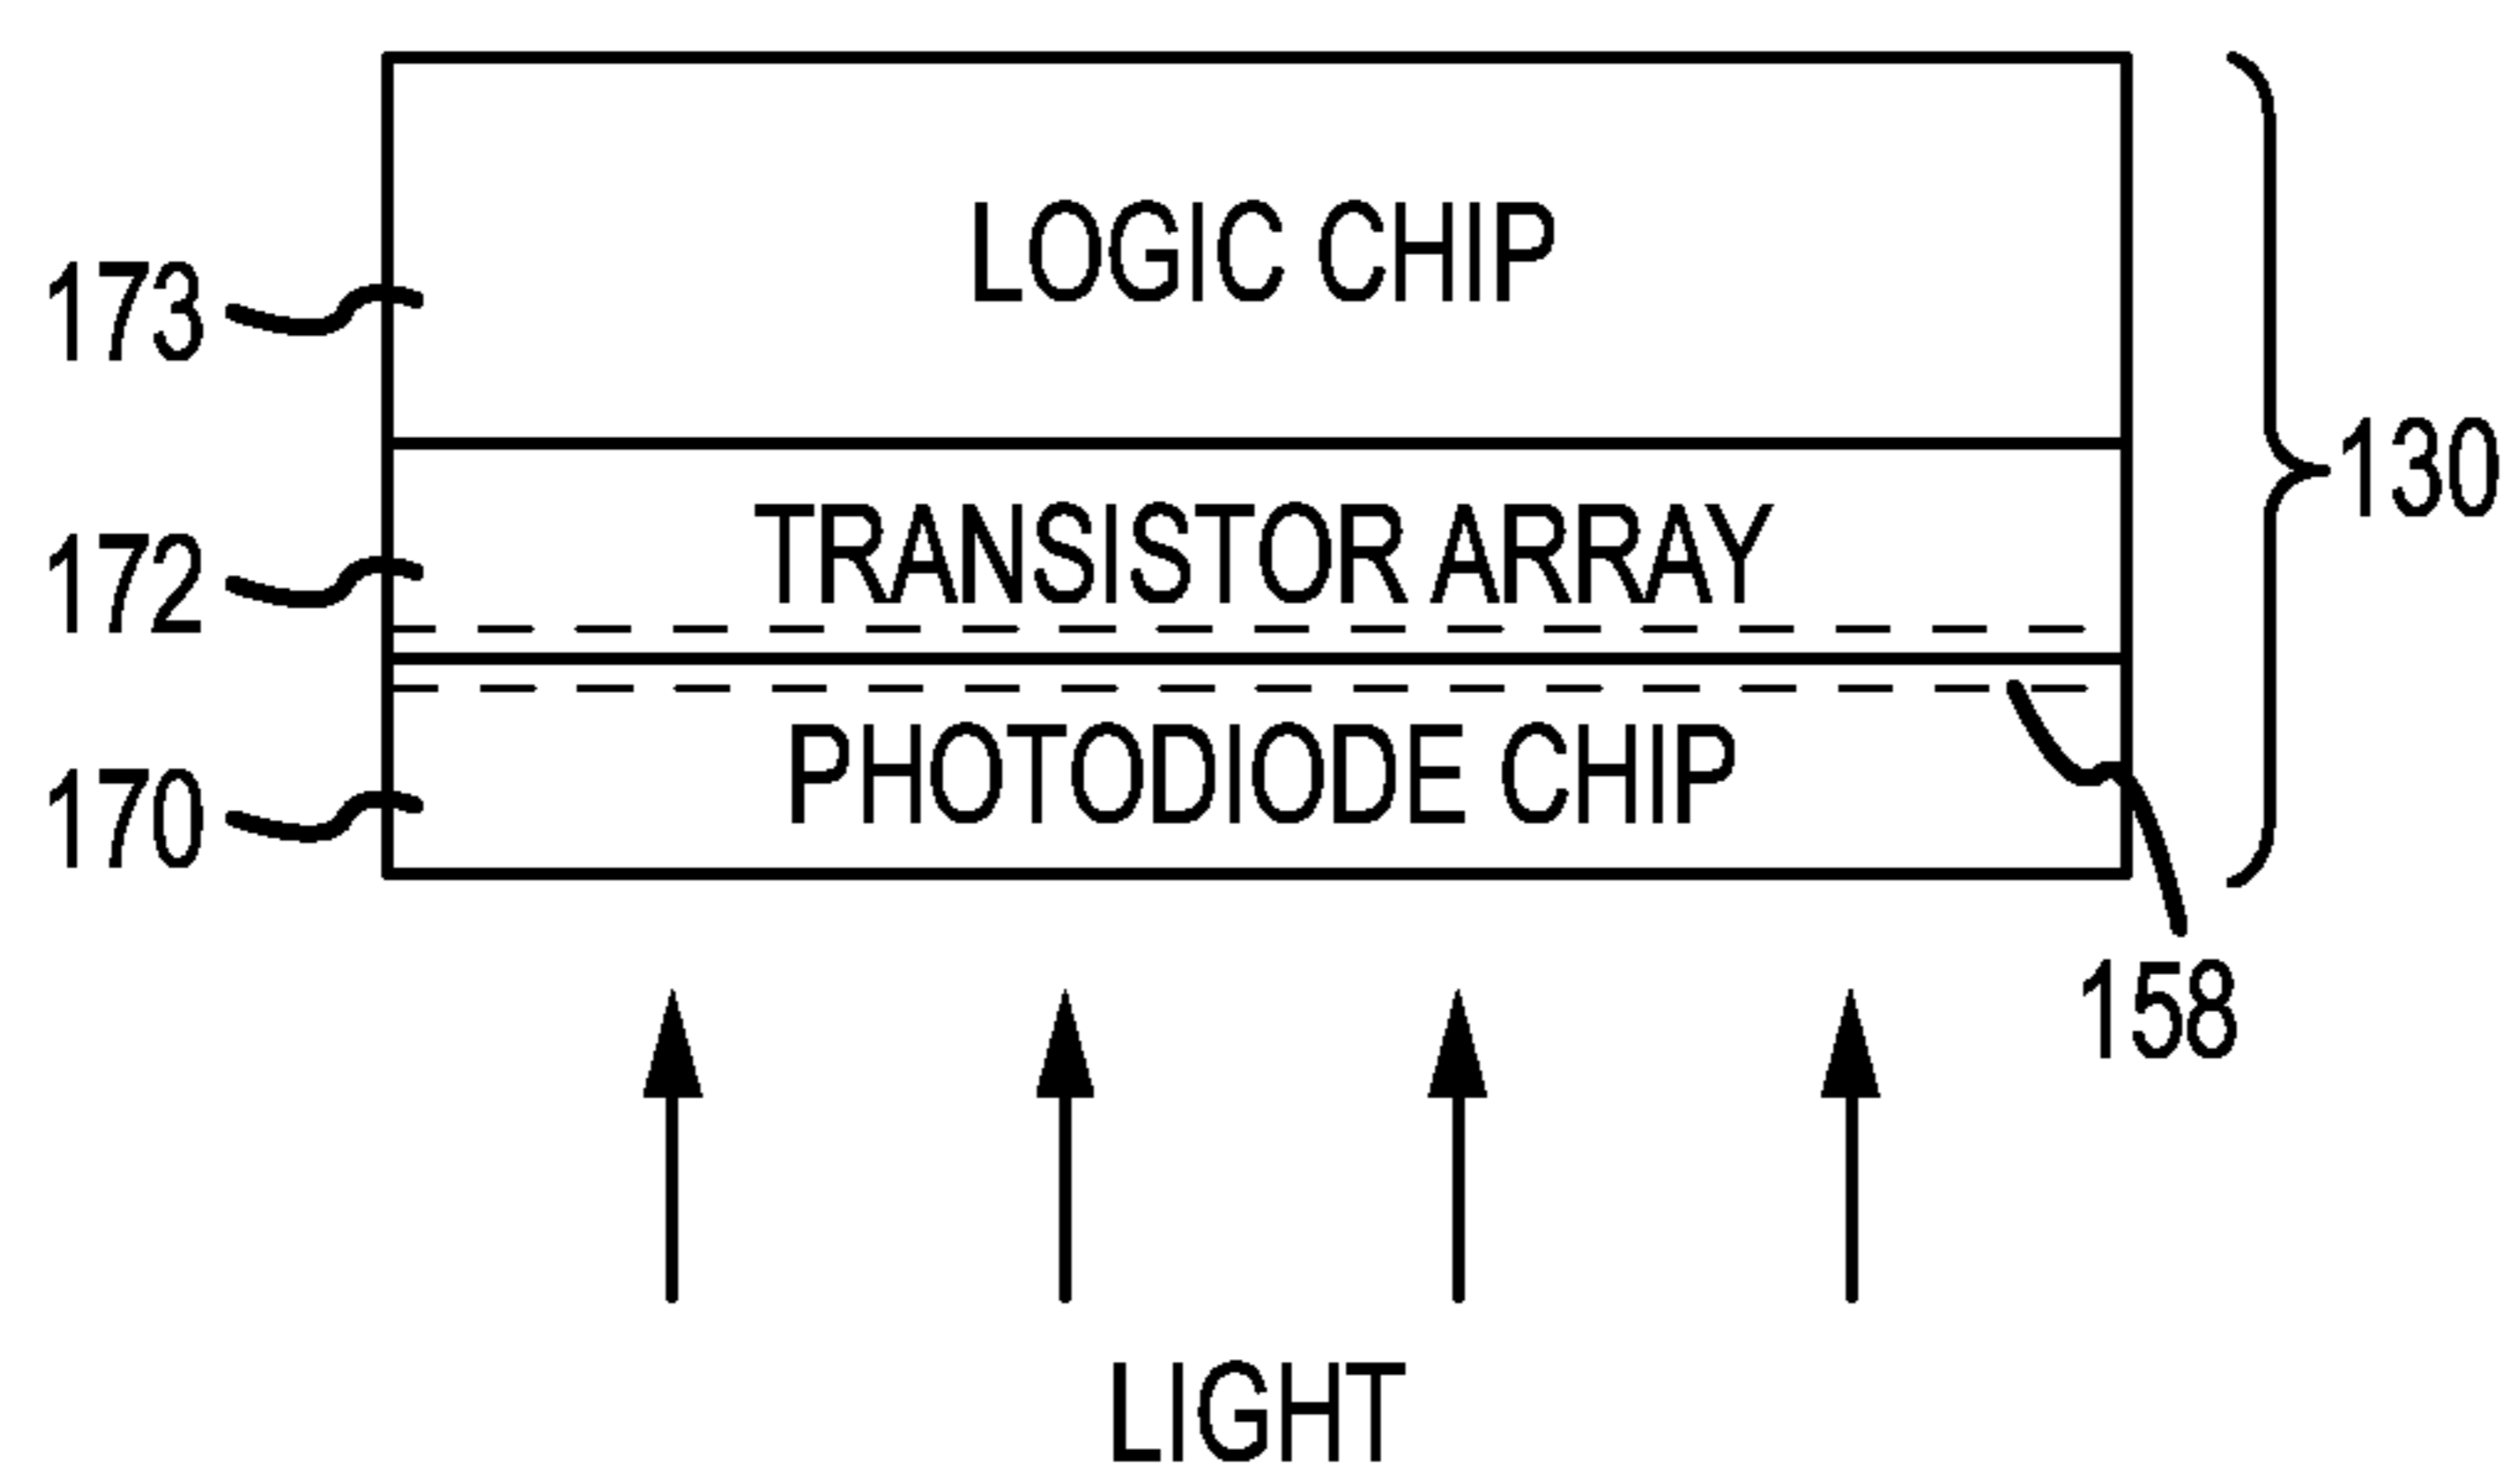 LOGIC CHIP
173
130
TRANSISTOR ARRAY
172
PHOTODIODE CHIP
170
158
LIGHT